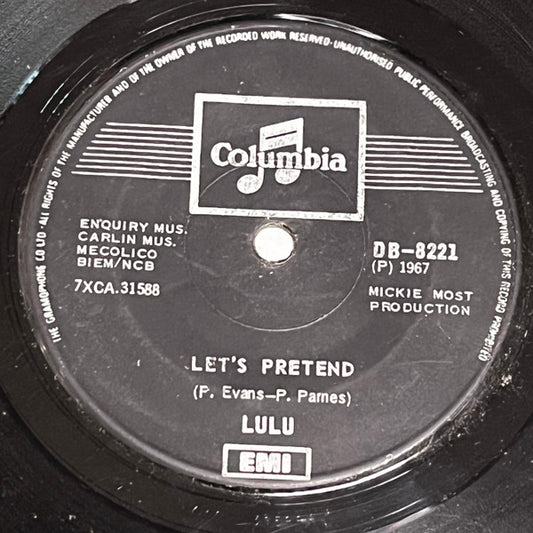 THE GRAMOPHONE CO LTD · ALL RIGHTS OF THE MANUFACTURER AND OF THE OWNER OF THE RECORDED WORK RESERVED · UNAUTHORISED PUBLIC PERFORMANCE BROADCASTING AND COPYING OF THIS RECORD PROHIBITED
Columbia
ENQUIRY MUS.
CARLIN MUS.
MECOLICO
BIEM/NCB
7XCA.31588
DB-8221
(P) 1967
MICKIE MOST
PRODUCTION
LET'S PRETEND
(P. Evans—P. Parnes)
LULU
EMI